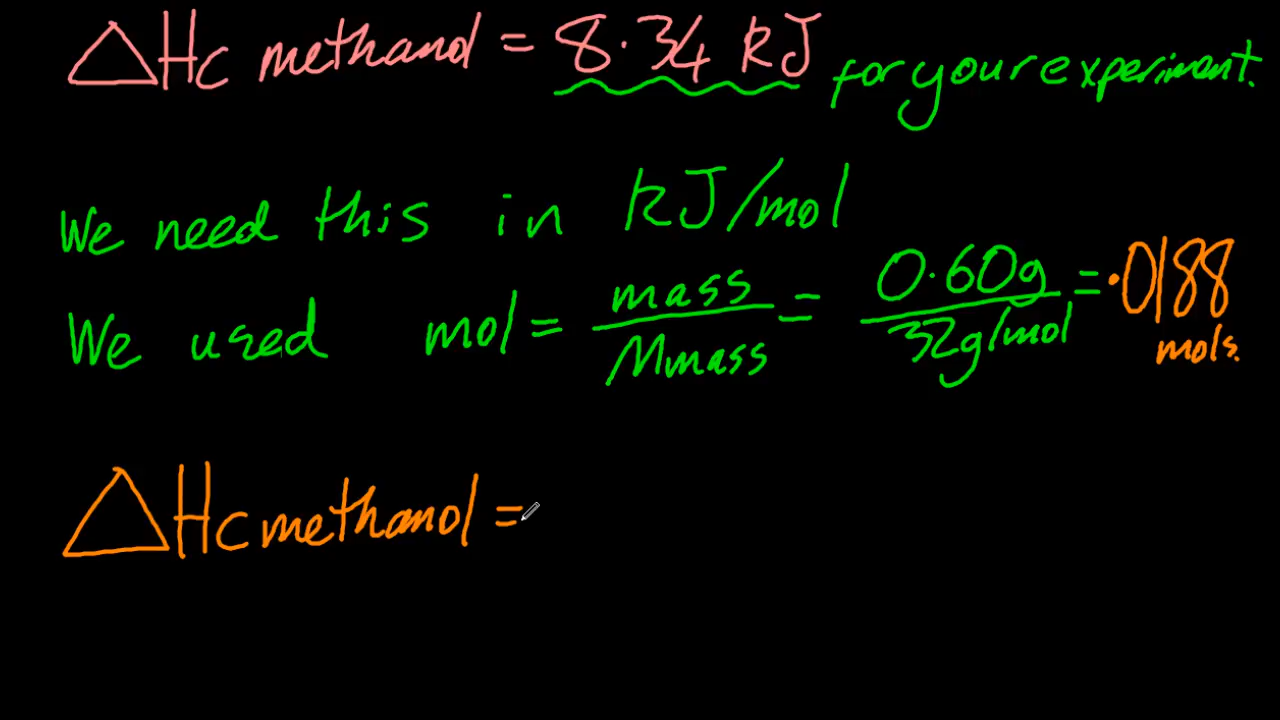 △Hc methanol = 8.34 kJ for your experiment.
We need this in kJ/mol
We used mol = mass/Mmass = 0.60g/32g/mol = .0188 mols.
△Hc methanol =